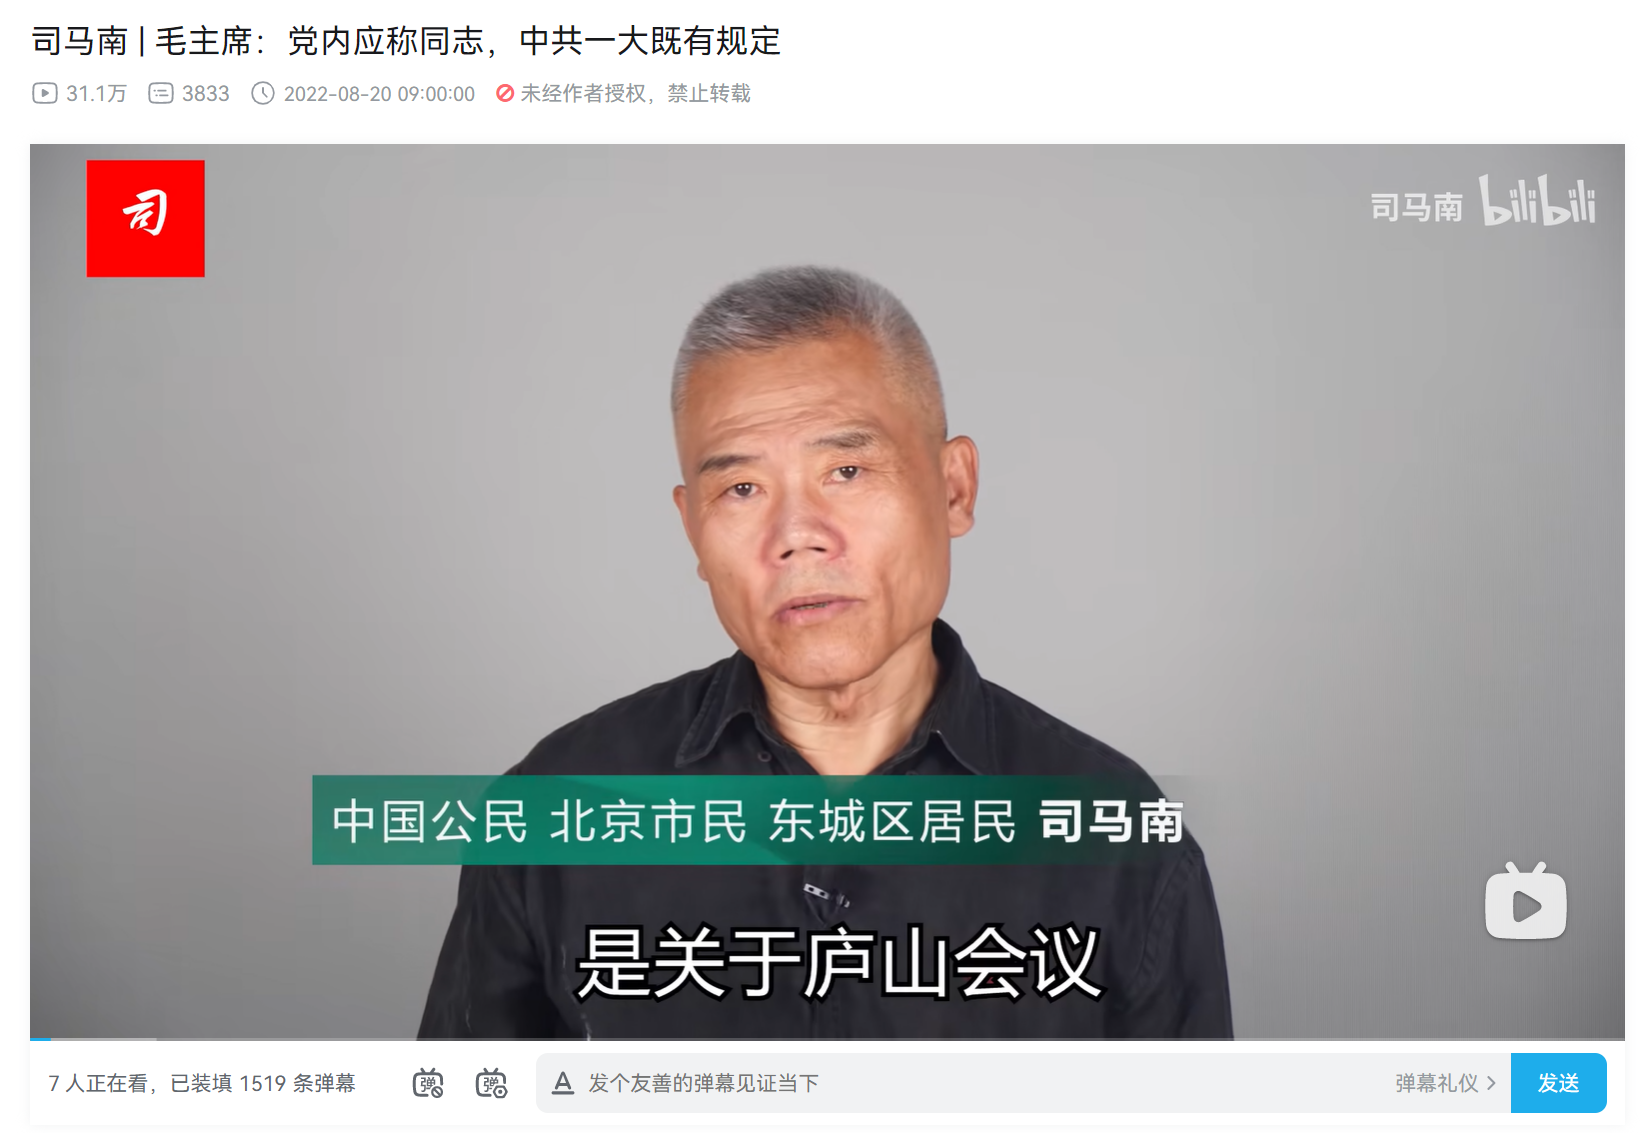 司马南 | 毛主席：党内应称同志，中共一大既有规定
31.1万 3833 2022-08-20 09:00:00 未经作者授权，禁止转载
司
司马南 bilibili
中国公民 北京市民 东城区居民 司马南
是关于庐山会议
7 人正在看，已装填 1519 条弹幕 弹 弹 A 发个友善的弹幕见证当下 弹幕礼仪 > 发送